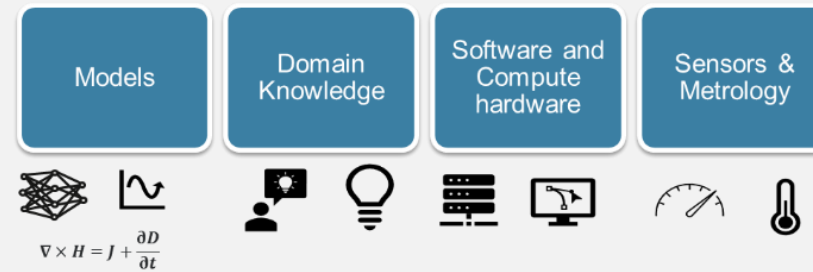 Models
Domain
Knowledge
Software and
Compute
hardware
Sensors &
Metrology
∇ × H = J + ∂D/∂t